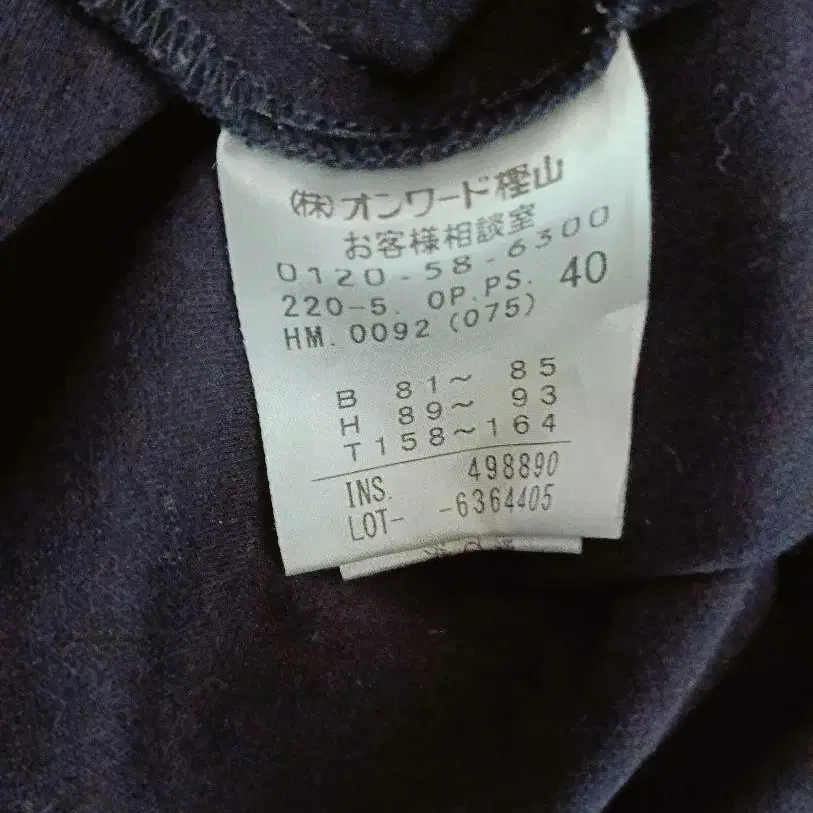 (株)オンワード樫山
お客様相談室
0120-58-6300
220-5. OP.PS. 40
HM. 0092 (075)
B 81～ 85
H 89～ 93
T158～164
INS. 498890
LOT- -6364405